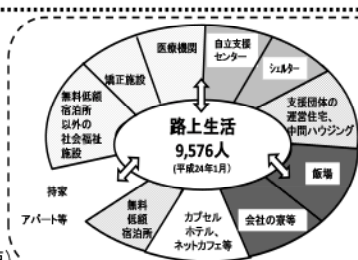 医療機関
自立支援
センター
シェルター
矯正施設
無料低額
宿泊所
以外の
社会福祉
施設
支援団体の
運営住宅、
中間ハウジング
路上生活
9,576人
(平成24年1月)
飯場
持家
アパート等
無料
低額
宿泊所
カプセル
ホテル、
ネットカフェ等
会社の寮等